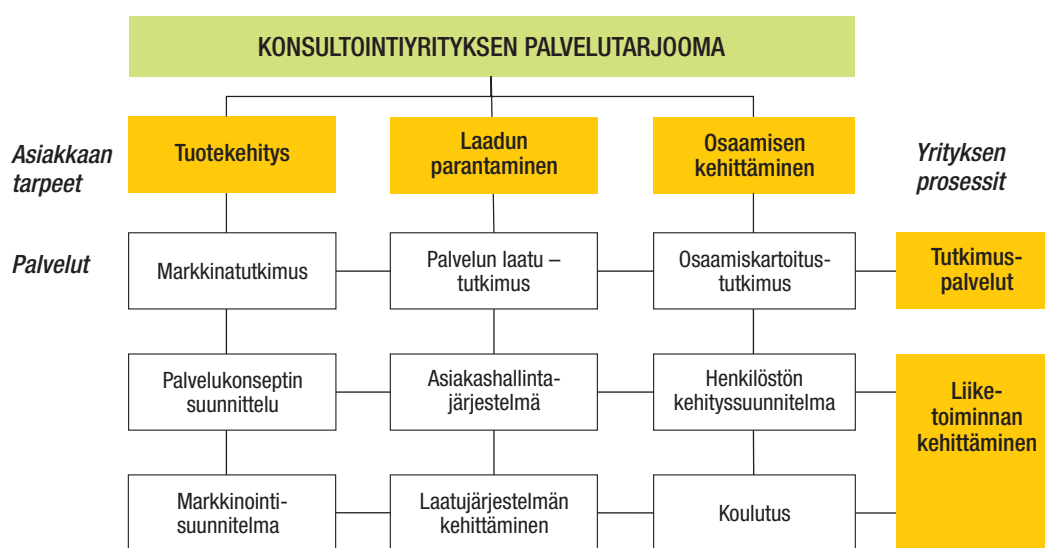 KONSULTOINTIYRITYKSEN PALVELUTARJOOMA
Asiakkaan
tarpeet
Tuotekehitys
Laadun
parantaminen
Osaamisen
kehittäminen
Yrityksen
prosessit
Palvelut
Markkinatutkimus
Palvelun laatu –
tutkimus
Osaamiskartoitus-
tutkimus
Tutkimus-
palvelut
Palvelukonseptin
suunnittelu
Asiakashallinta-
järjestelmä
Henkilöstön
kehityssuunnitelma
Liike-
toiminnan
kehittäminen
Markkinointi-
suunnitelma
Laatujärjestelmän
kehittäminen
Koulutus